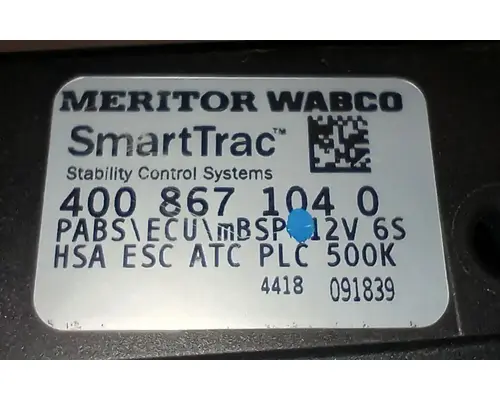 MERITOR WABCO
SmartTrac™
Stability Control Systems
400 867 104 0
PABS\ECU\mBSP 12V 6S
HSA ESC ATC PLC 500K
4418 091839